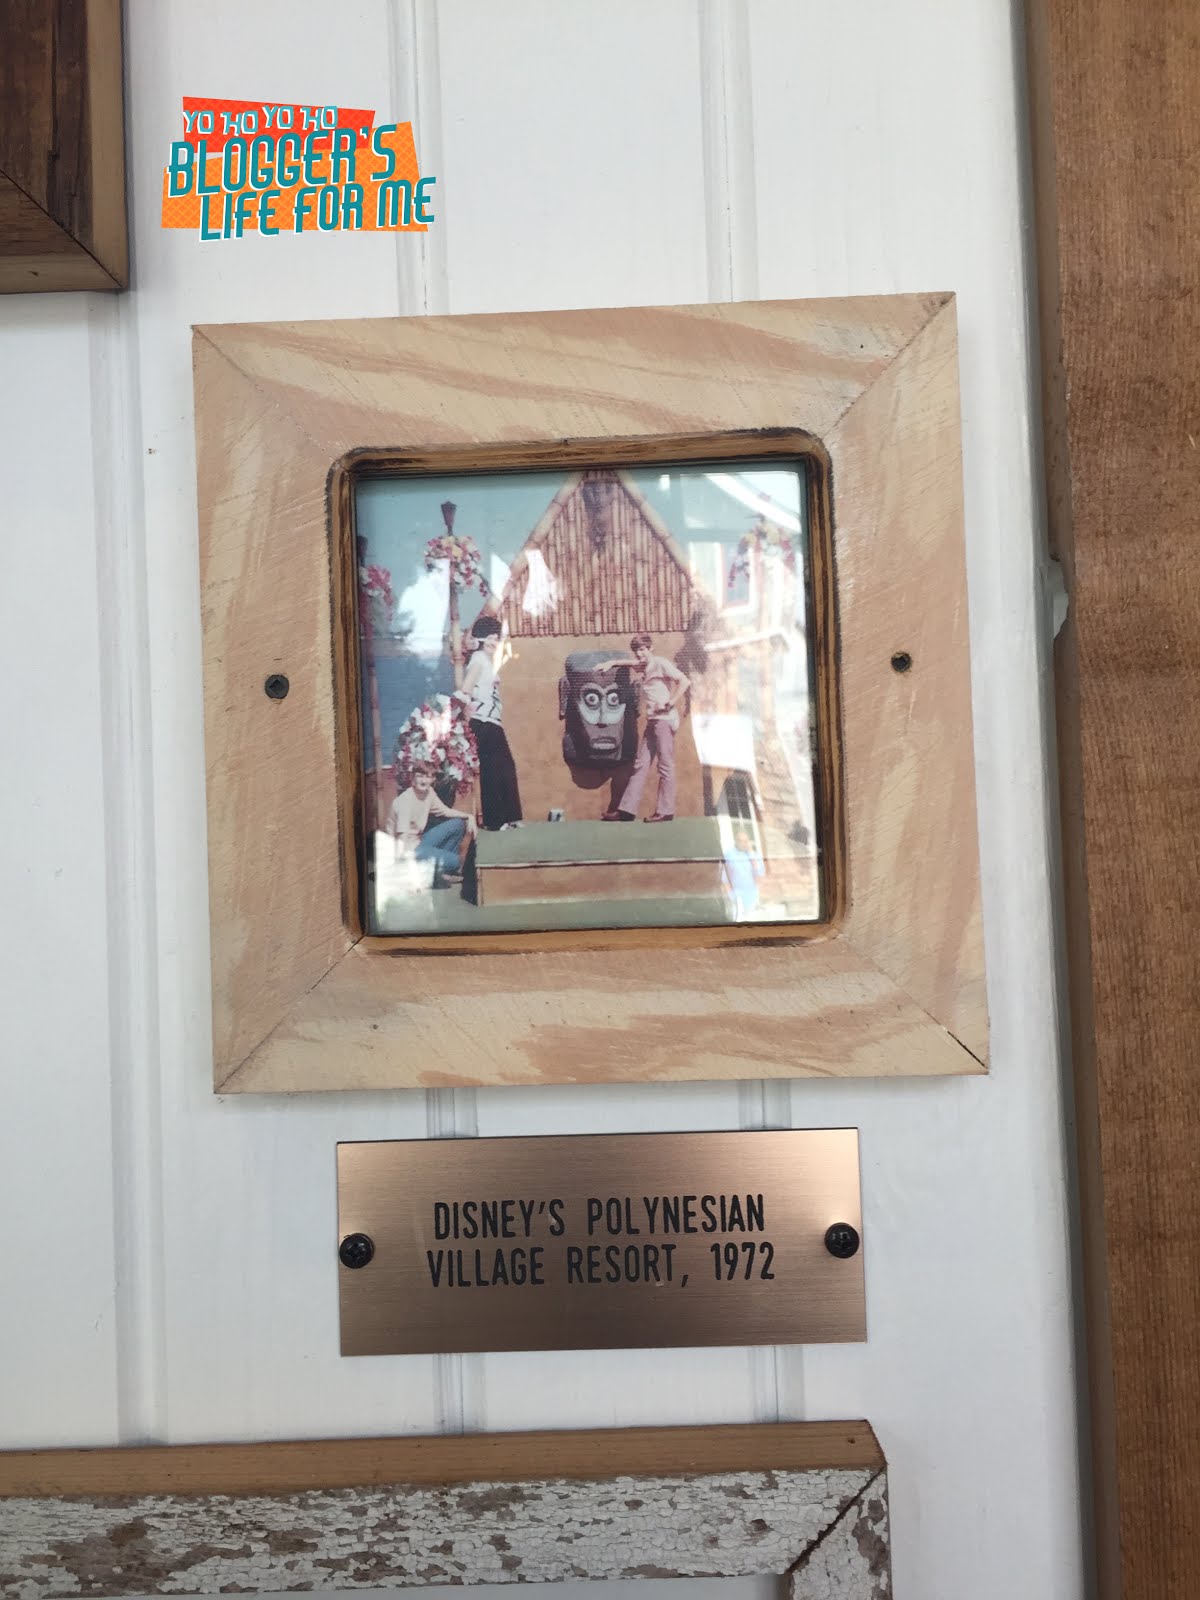 YO HO YO HO
BLOGGER'S
LIFE FOR ME
DISNEY'S POLYNESIAN
VILLAGE RESORT, 1972